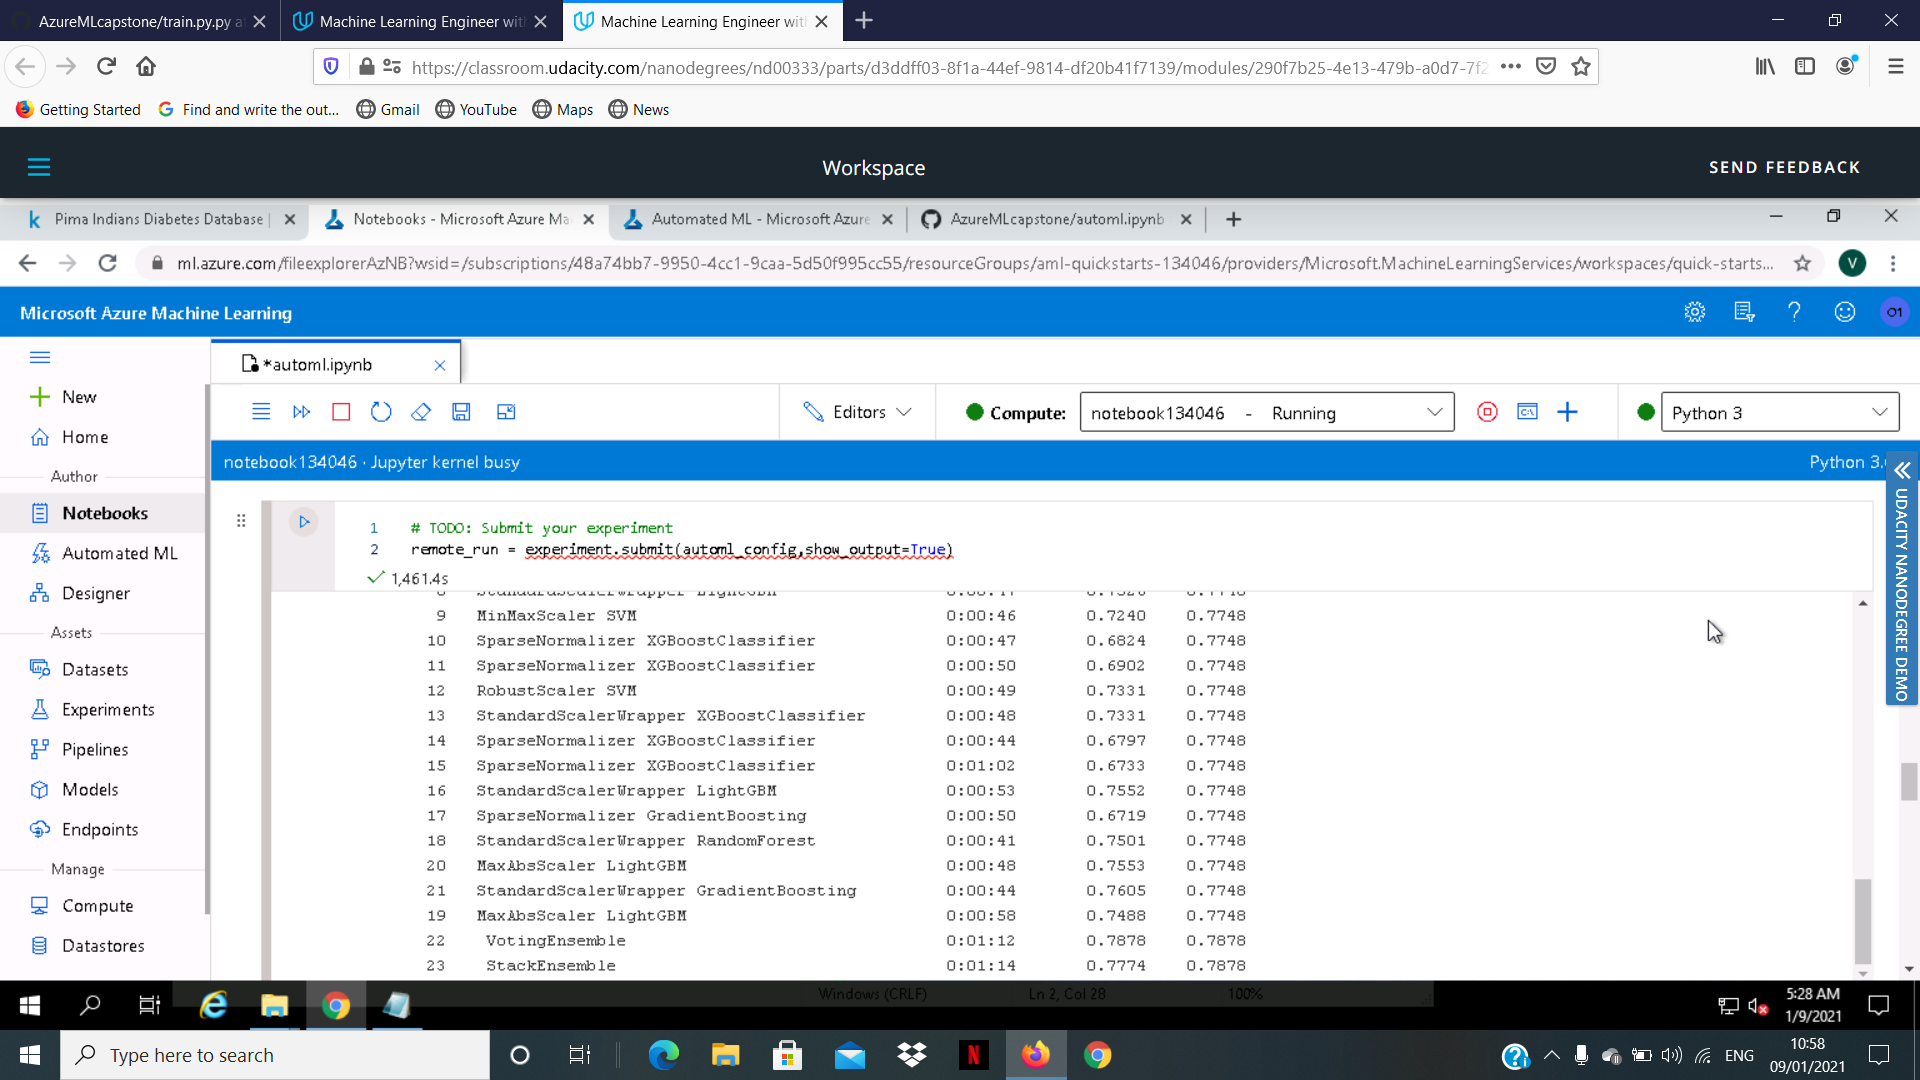 AzureMLcapstone/train.py.py a
Machine Learning Engineer wit
Machine Learning Engineer wit
https://classroom.udacity.com/nanodegrees/nd00333/parts/d3ddff03-8f1a-44ef-9814-df20b41f7139/modules/290f7b25-4e13-479b-a0d7-7f2
Getting Started
Find and write the out...
Gmail
YouTube
Maps
News
Workspace
SEND FEEDBACK
Pima Indians Diabetes Database |
Notebooks - Microsoft Azure Ma
Automated ML - Microsoft Azure
AzureMLcapstone/automl.ipynb
ml.azure.com/fileexplorerAzNB?wsid=/subscriptions/48a74bb7-9950-4cc1-9caa-5d50f995cc55/resourceGroups/aml-quickstarts-134046/providers/Microsoft.MachineLearningServices/workspaces/quick-starts...
V
Microsoft Azure Machine Learning
01
*automl.ipynb
New
Home
Author
Notebooks
Automated ML
Designer
Assets
Datasets
Experiments
Pipelines
Models
Endpoints
Manage
Compute
Datastores
Editors
Compute:
notebook134046 - Running
Python 3
notebook134046 · Jupyter kernel busy
Python 3.
UDACITY NANODEGREE DEMO
1 # TODO: Submit your experiment
2 remote_run = experiment.submit(automl_config,show_output=True)
1,461.4s
9 MinMaxScaler SVM 0:00:46 0.7240 0.7748
10 SparseNormalizer XGBoostClassifier 0:00:47 0.6824 0.7748
11 SparseNormalizer XGBoostClassifier 0:00:50 0.6902 0.7748
12 RobustScaler SVM 0:00:49 0.7331 0.7748
13 StandardScalerWrapper XGBoostClassifier 0:00:48 0.7331 0.7748
14 SparseNormalizer XGBoostClassifier 0:00:44 0.6797 0.7748
15 SparseNormalizer XGBoostClassifier 0:01:02 0.6733 0.7748
16 StandardScalerWrapper LightGBM 0:00:53 0.7552 0.7748
17 SparseNormalizer GradientBoosting 0:00:50 0.6719 0.7748
18 StandardScalerWrapper RandomForest 0:00:41 0.7501 0.7748
20 MaxAbsScaler LightGBM 0:00:48 0.7553 0.7748
21 StandardScalerWrapper GradientBoosting 0:00:44 0.7605 0.7748
19 MaxAbsScaler LightGBM 0:00:58 0.7488 0.7748
22 VotingEnsemble 0:01:12 0.7878 0.7878
23 StackEnsemble 0:01:14 0.7774 0.7878
Windows (CRLF)
Ln 2, Col 28
100%
5:28 AM
1/9/2021
Type here to search
ENG
10:58
09/01/2021